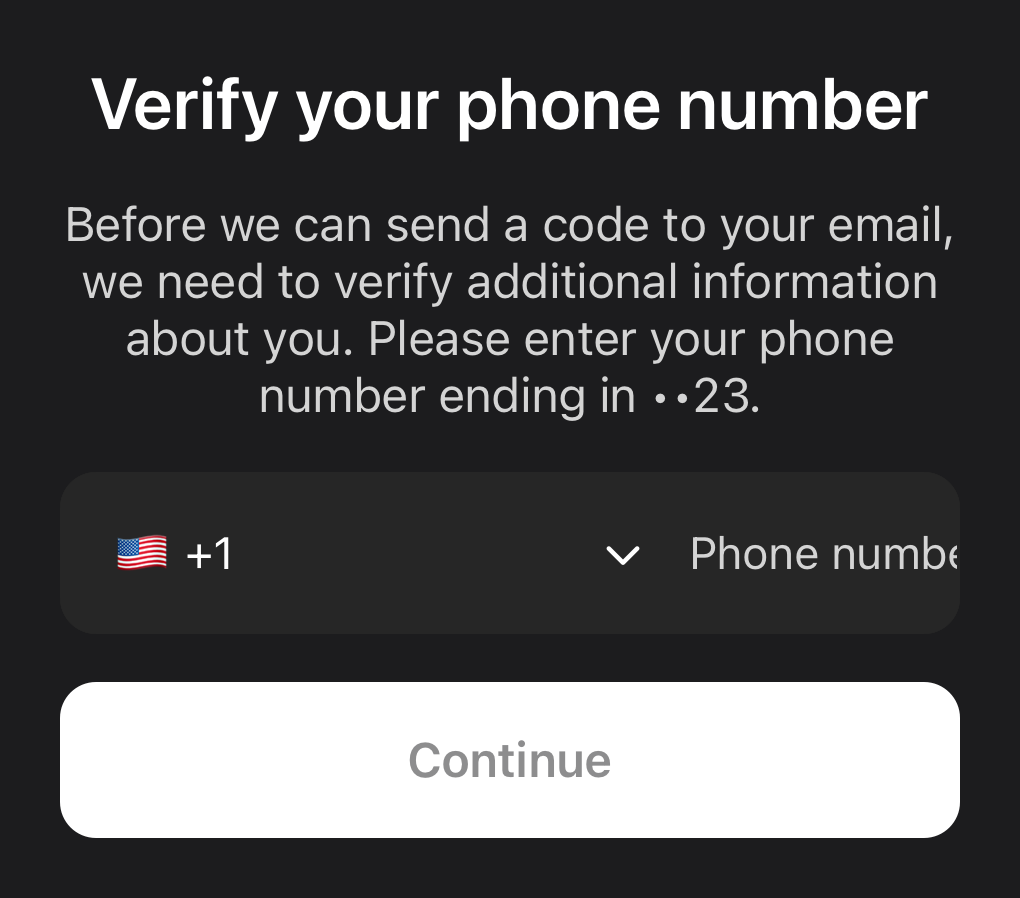 Verify your phone number
Before we can send a code to your email,
we need to verify additional information
about you. Please enter your phone
number ending in ••23.
+1
Phone numbe
Continue